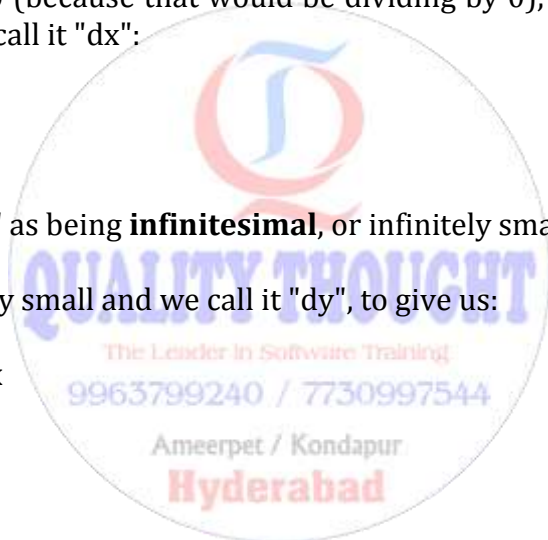 (because that would be dividing by 0),
call it "dx":
as being infinitesimal, or infinitely sma
QUALITY THOUGHT
y small and we call it "dy", to give us:
The Leader in Software Training
9963799240 / 7730997544
Ameerpet / Kondapur
Hyderabad